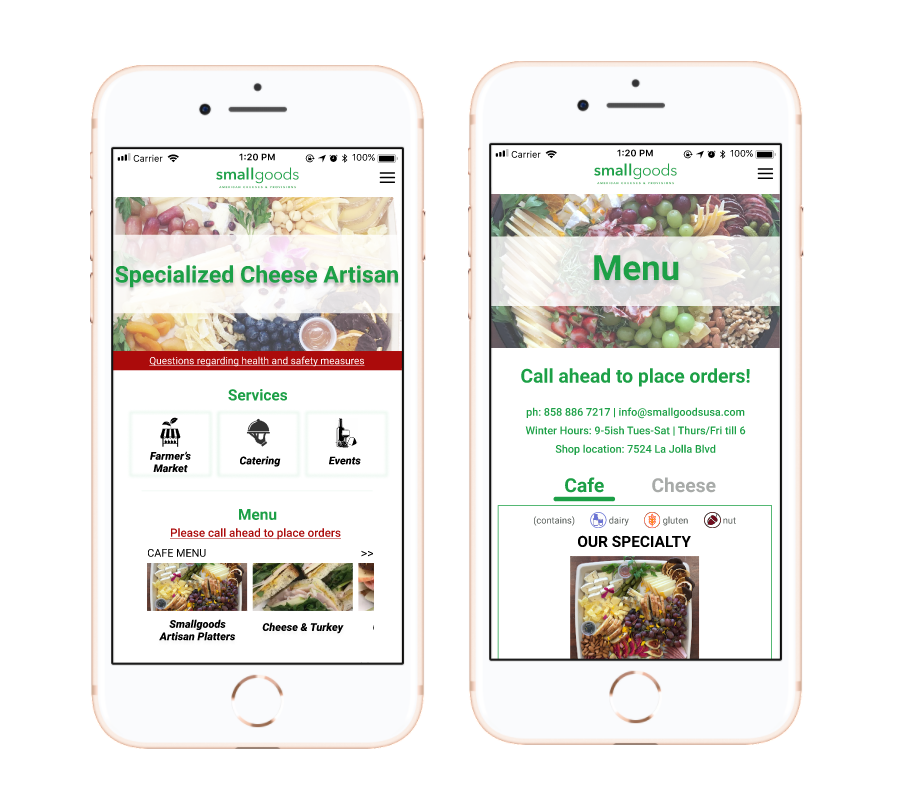 Carrier
1:20 PM
100%
smallgoods
AMERICAN CHEESES & PROVISIONS
Specialized Cheese Artisan
Questions regarding health and safety measures
Services
Farmer's
Market
Catering
Events
Menu
Please call ahead to place orders
CAFE MENU >>
Smallgoods
Artisan Platters
Cheese & Turkey
Carrier
1:20 PM
100%
smallgoods
AMERICAN CHEESES & PROVISIONS
Menu
Call ahead to place orders!
ph: 858 886 7217 | info@smallgoodsusa.com
Winter Hours: 9-5ish Tues-Sat | Thurs/Fri till 6
Shop location: 7524 La Jolla Blvd
Cafe Cheese
(contains) dairy gluten nut
OUR SPECIALTY